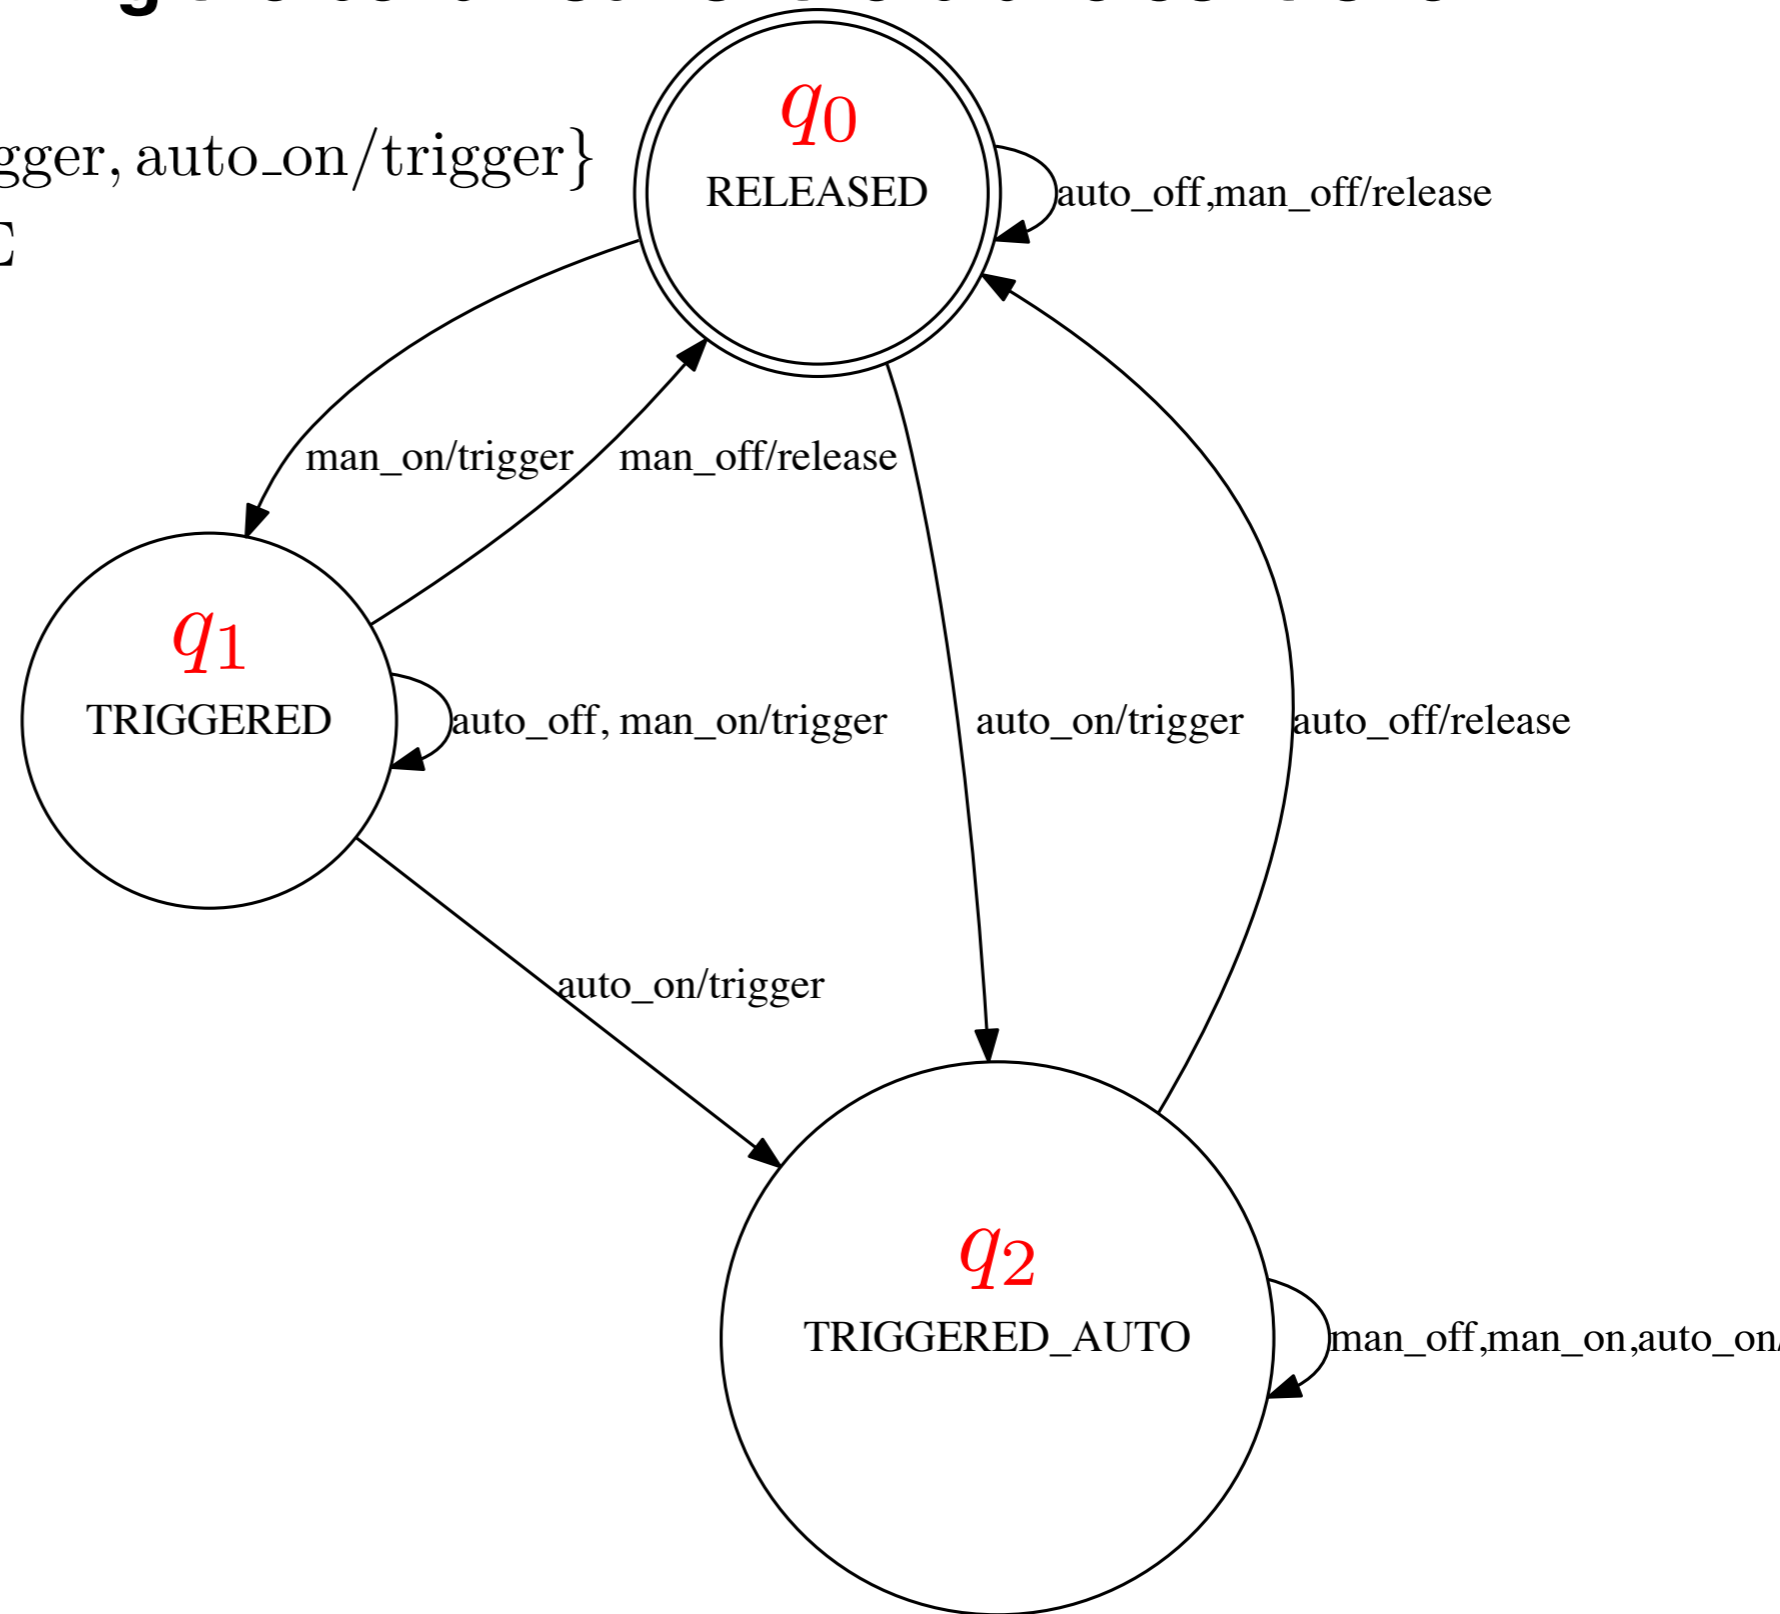 q0
gger, auto_on/trigger}
RELEASED
auto_off,man_off/release
man_on/trigger
man_off/release
q1
TRIGGERED
auto_off, man_on/trigger
auto_on/trigger
auto_off/release
auto_on/trigger
q2
TRIGGERED_AUTO
man_off,man_on,auto_on/